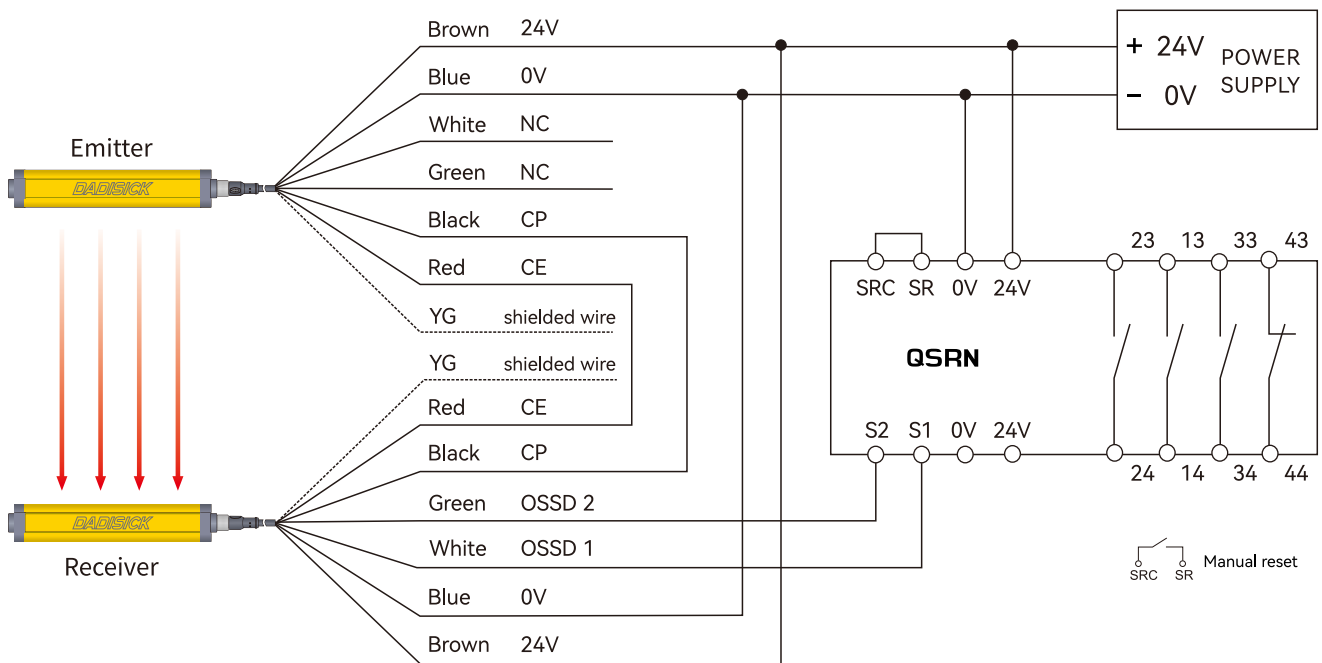 Brown 24V
+ 24V
POWER
SUPPLY
Blue 0V
- 0V
White NC
Emitter
Green NC
DADISICK
Black CP
23 13 33 43
Red CE
SRC SR 0V 24V
YG shielded wire
QSRN
YG shielded wire
Red CE
S2 S1 0V 24V
Black CP
24 14 34 44
Green OSSD 2
DADISICK
White OSSD 1
Receiver
Manual reset
SRC SR
Blue 0V
Brown 24V